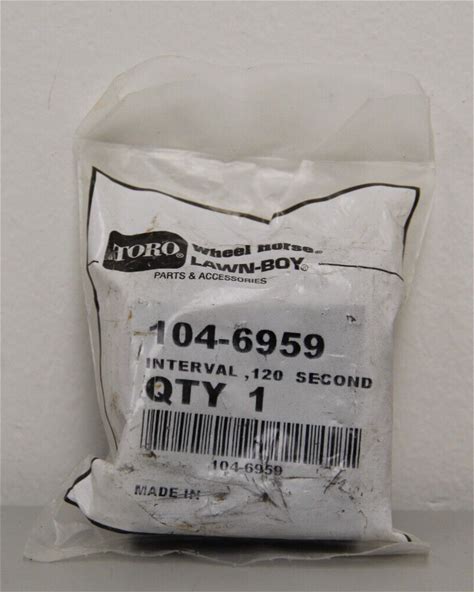 TORO® Wheel Horse®
LAWN-BOY®
PARTS & ACCESSORIES
104-6959
INTERVAL ,120 SECOND
QTY 1
104-6959
MADE IN